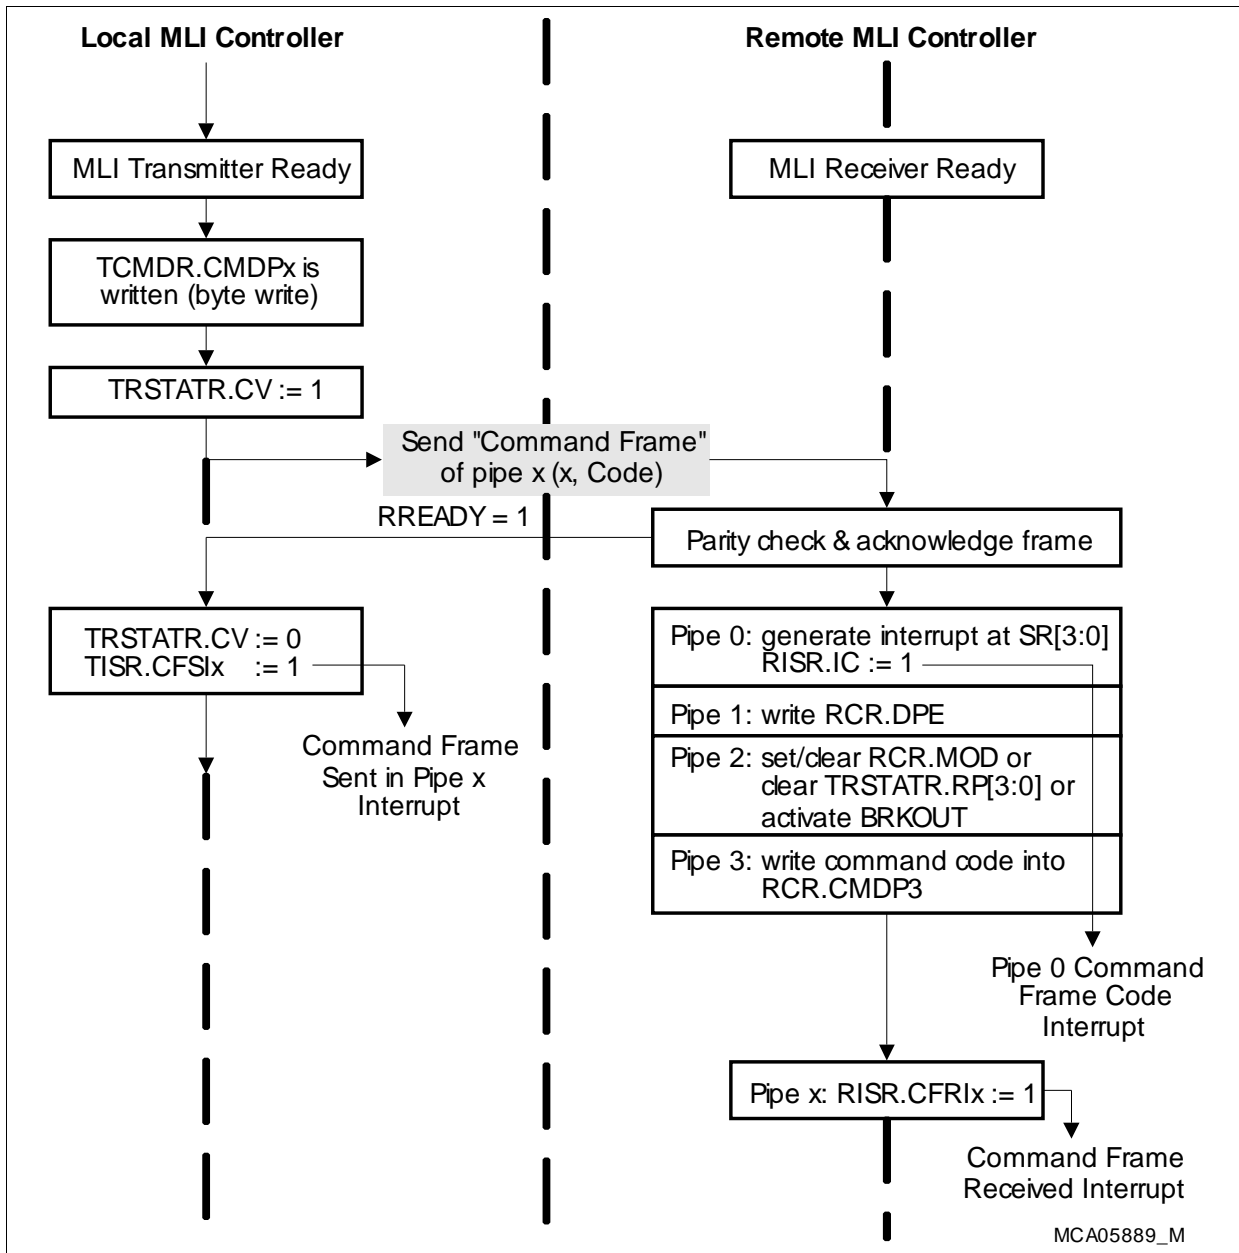 Local MLI Controller
Remote MLI Controller
MLI Transmitter Ready
MLI Receiver Ready
TCMDR.CMDPx is
written (byte write)
TRSTATR.CV := 1
Send "Command Frame"
of pipe x (x, Code)
RREADY = 1
Parity check & acknowledge frame
TRSTATR.CV := 0
TISR.CFSIx := 1
Command Frame
Sent in Pipe x
Interrupt
Pipe 0: generate interrupt at SR[3:0]
RISR.IC := 1
Pipe 1: write RCR.DPE
Pipe 2: set/clear RCR.MOD or
clear TRSTATR.RP[3:0] or
activate BRKOUT
Pipe 3: write command code into
RCR.CMDP3
Pipe 0 Command
Frame Code
Interrupt
Pipe x: RISR.CFRIx := 1
Command Frame
Received Interrupt
MCA05889_M